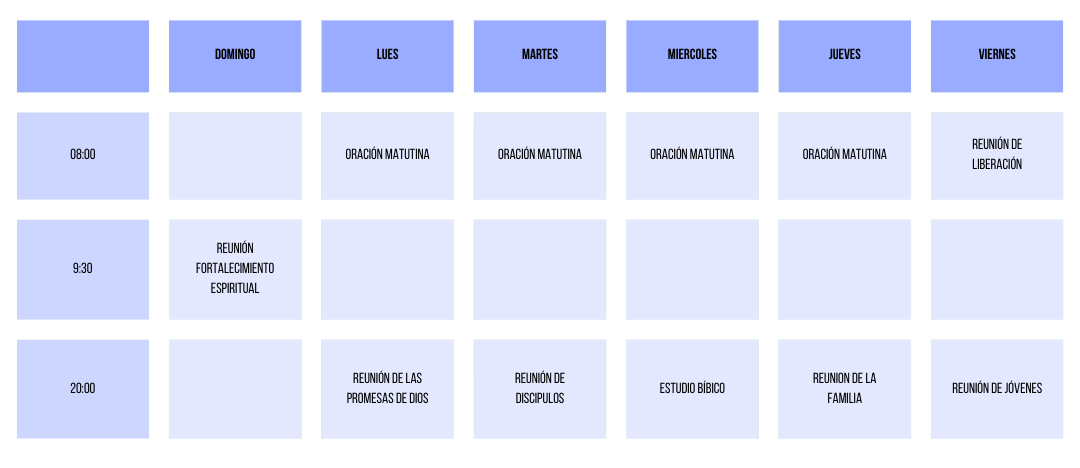 DOMINGO
LUES
MARTES
MIERCOLES
JUEVES
VIERNES
08:00
ORACIÓN MATUTINA
ORACIÓN MATUTINA
ORACIÓN MATUTINA
ORACIÓN MATUTINA
REUNIÓN DE
LIBERACIÓN
9:30
REUNIÓN
FORTALECIMIENTO
ESPIRITUAL
20:00
REUNIÓN DE LAS
PROMESAS DE DIOS
REUNIÓN DE
DISCIPULOS
ESTUDIO BÍBICO
REUNION DE LA
FAMILIA
REUNIÓN DE JÓVENES